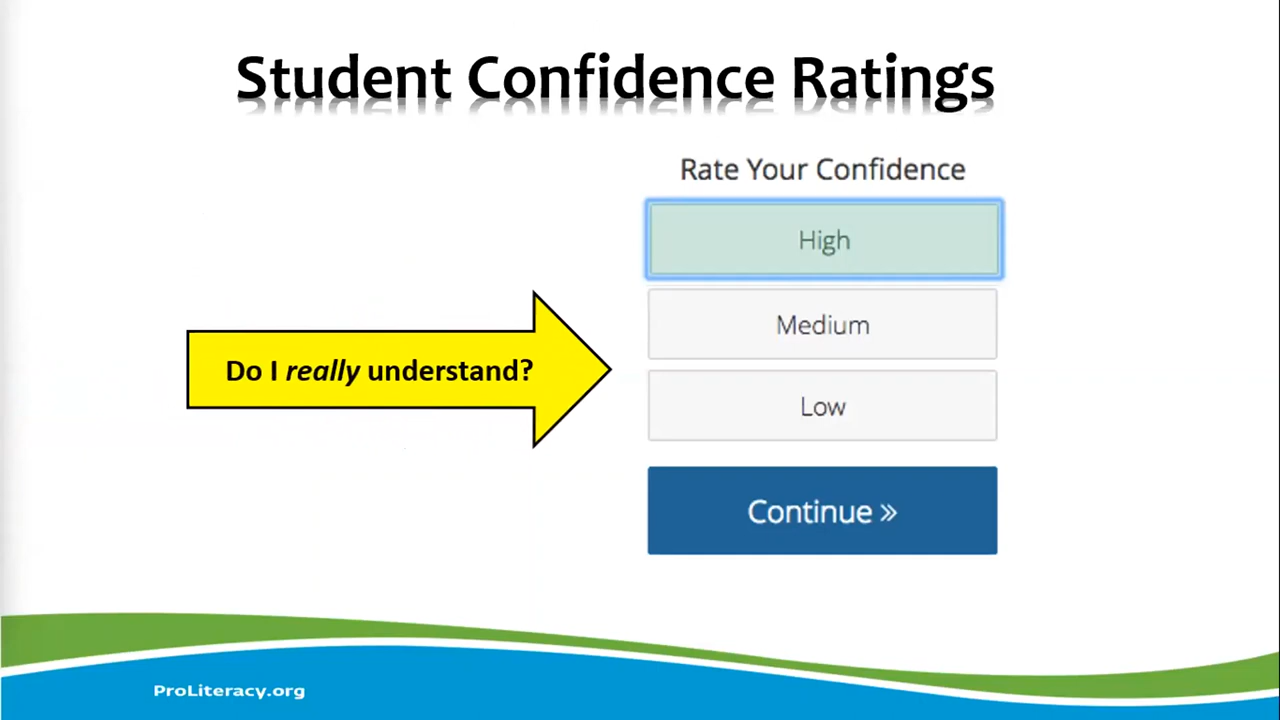 Student Confidence Ratings
Rate Your Confidence
High
Medium
Do I really understand?
Low
Continue »
ProLiteracy.org